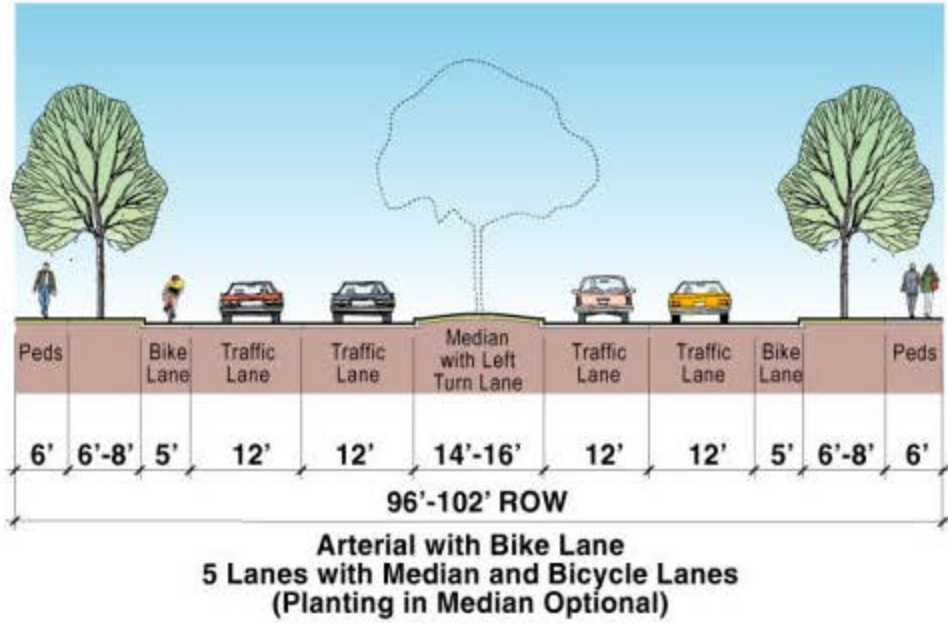 Peds
Bike Lane
Traffic Lane
Traffic Lane
Median with Left Turn Lane
Traffic Lane
Traffic Lane
Bike Lane
Peds
6' 6'-8' 5' 12' 12' 14'-16' 12' 12' 5' 6'-8' 6'
96'-102' ROW
Arterial with Bike Lane
5 Lanes with Median and Bicycle Lanes
(Planting in Median Optional)